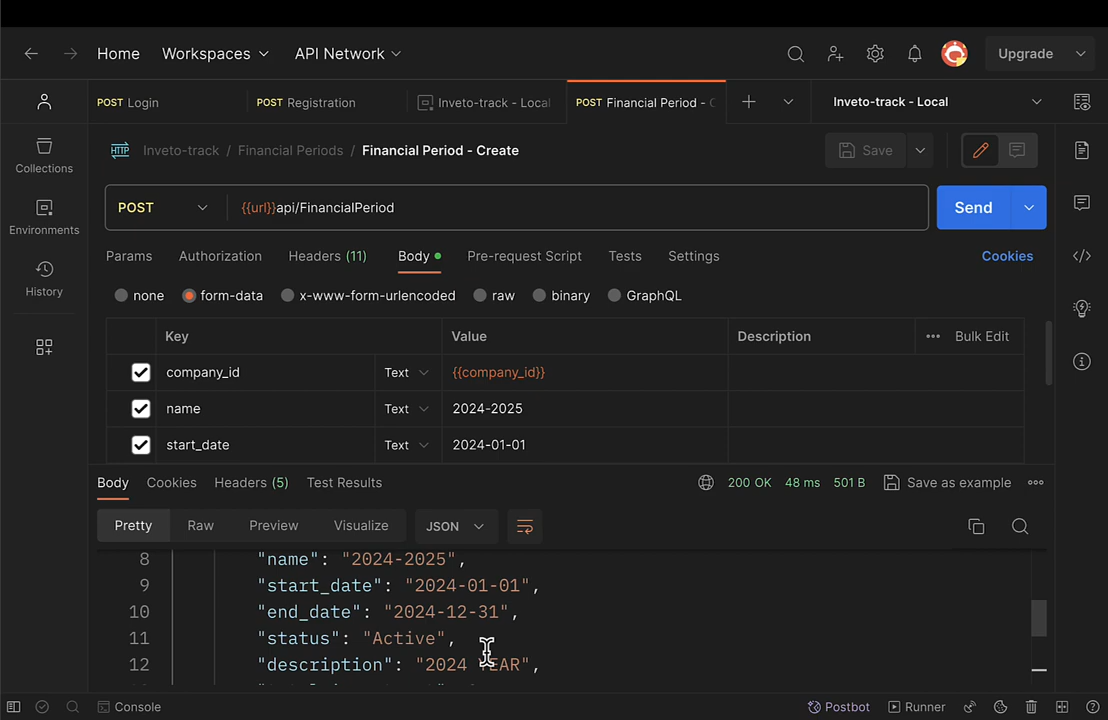 Home Workspaces API Network Upgrade
POST Login POST Registration Inveto-track - Local POST Financial Period - C Inveto-track - Local
HTTP Inveto-track / Financial Periods / Financial Period - Create Save
Collections
Environments
History
POST {{url}}api/FinancialPeriod Send
Params Authorization Headers (11) Body Pre-request Script Tests Settings Cookies
none form-data x-www-form-urlencoded raw binary GraphQL
Key Value Description ••• Bulk Edit
company_id Text {{company_id}}
name Text 2024-2025
start_date Text 2024-01-01
Body Cookies Headers (5) Test Results 200 OK 48 ms 501 B Save as example •••
Pretty Raw Preview Visualize JSON
8 "name": "2024-2025",
9 "start_date": "2024-01-01",
10 "end_date": "2024-12-31",
11 "status": "Active",
12 "description": "2024 YEAR",
Console Postbot Runner